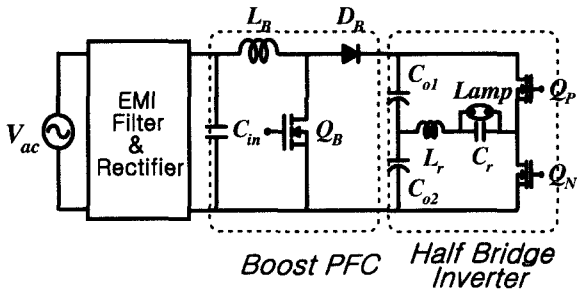 L_B
D_B
EMI
Filter
&
Rectifier
V_ac
C_in
Q_B
C_o1
Lamp
Q_P
L_r
C_r
C_o2
Q_N
Boost PFC
Half Bridge
Inverter